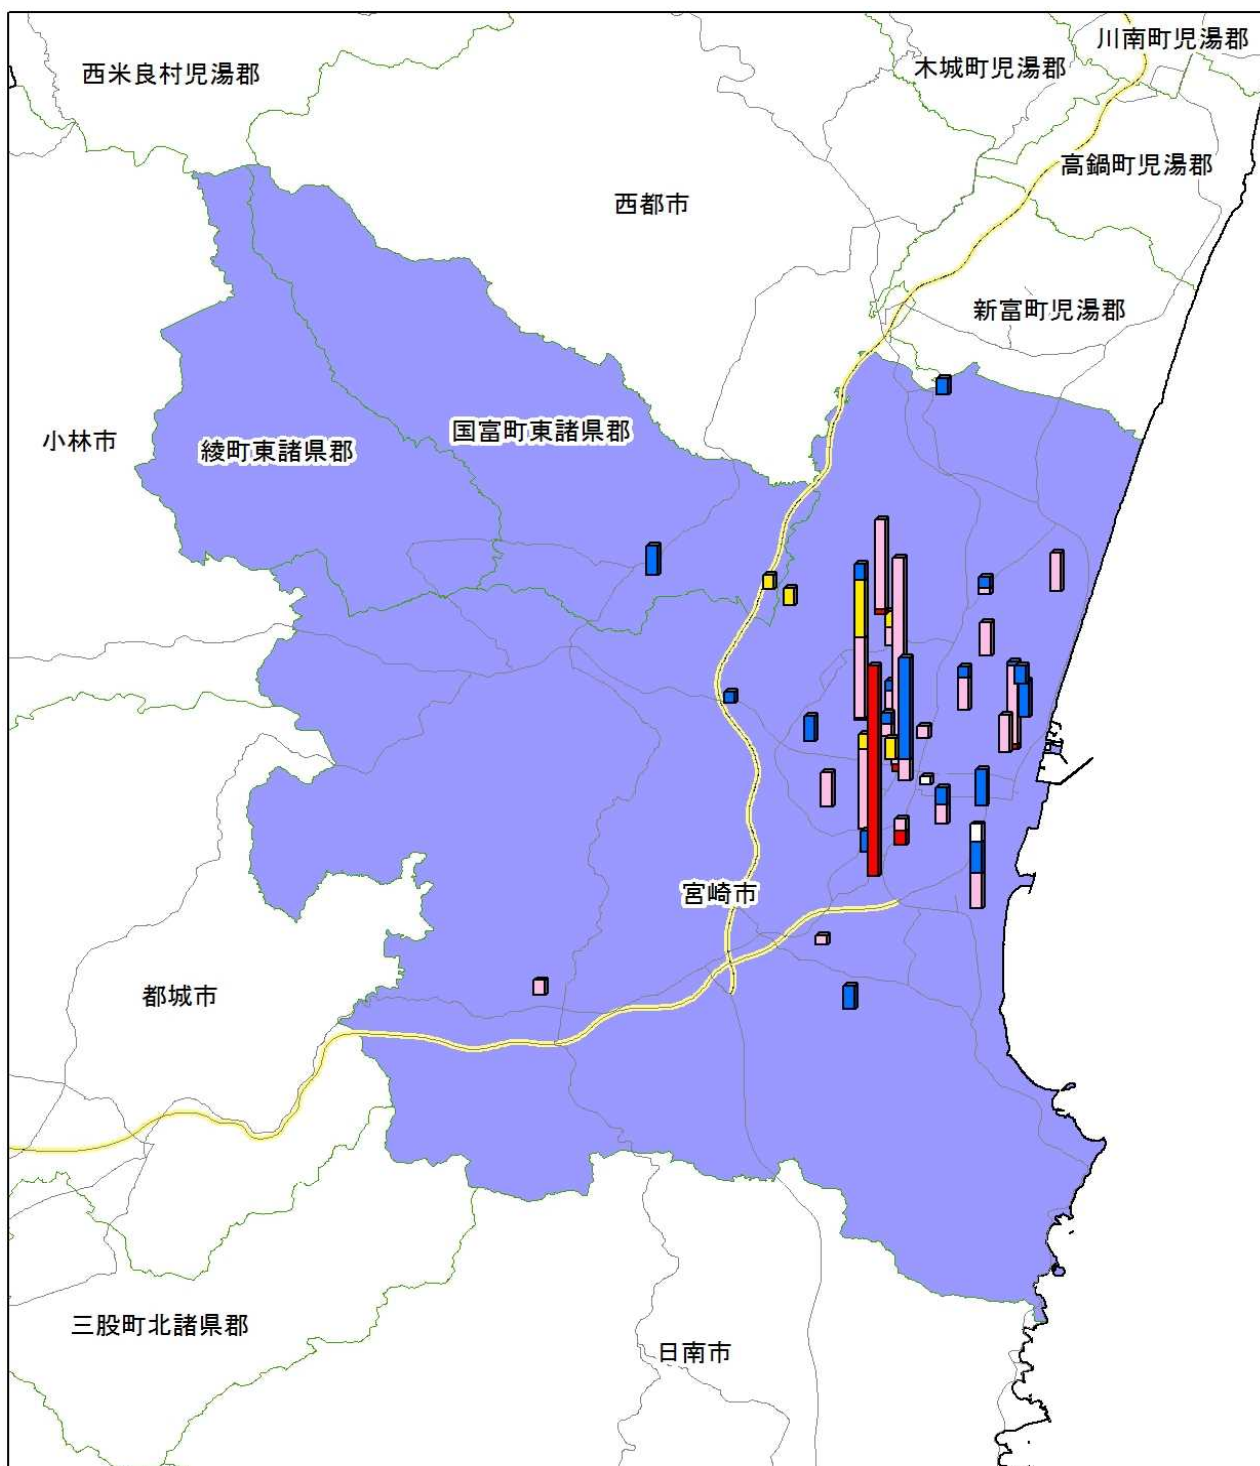 川南町児湯郡
西米良村児湯郡
木城町児湯郡
高鍋町児湯郡
西都市
新富町児湯郡
国富町東諸県郡
小林市
綾町東諸県郡
宮崎市
都城市
三股町北諸県郡
日南市